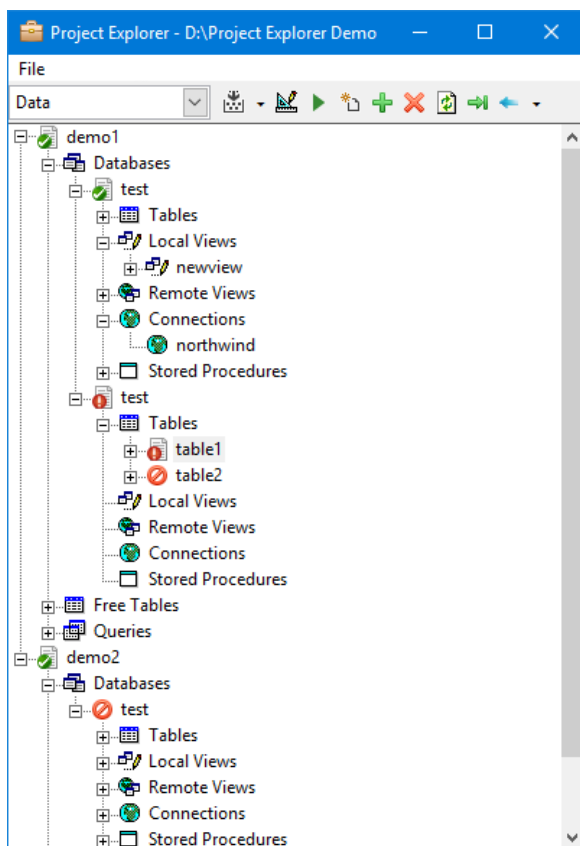 Project Explorer - D:\Project Explorer Demo
File
Data
demo1
Databases
test
Tables
Local Views
newview
Remote Views
Connections
northwind
Stored Procedures
test
Tables
table1
table2
Local Views
Remote Views
Connections
Stored Procedures
Free Tables
Queries
demo2
Databases
test
Tables
Local Views
Remote Views
Connections
Stored Procedures